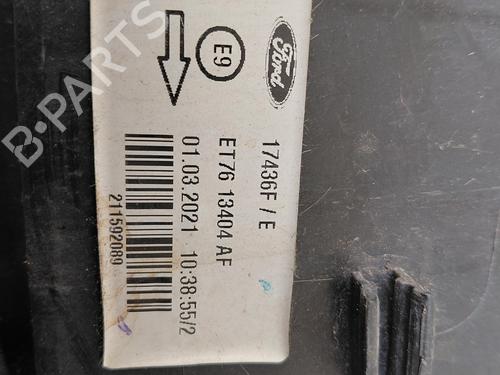 Ford
E9
17436F / E
ET76 13404 AF
01.03.2021 10:38:55/2
211592089
B-PARTS